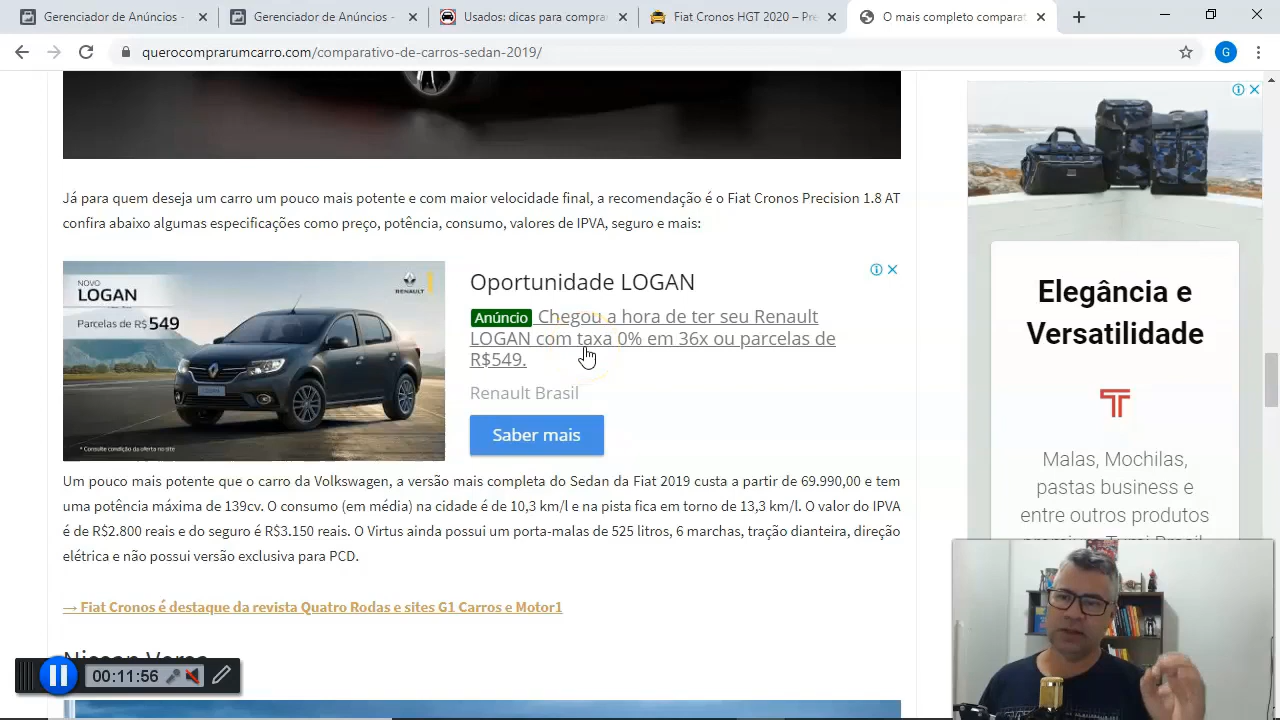 Gerenciador de Anúncios -
Gerenciador de Anúncios -
Usados: dicas para compra
Fiat Cronos HGT 2020 – Pre
O mais completo comparat
querocomprarumcarro.com/comparativo-de-carros-sedan-2019/
G
Já para quem deseja um carro um pouco mais potente e com maior velocidade final, a recomendação é o Fiat Cronos Precision 1.8 AT
confira abaixo algumas especificações como preço, potência, consumo, valores de IPVA, seguro e mais:
NOVO
LOGAN
Parcelas de R$ 549
RENAULT
* Consulte condição da oferta no site
Oportunidade LOGAN
Anúncio Chegou a hora de ter seu Renault
LOGAN com taxa 0% em 36x ou parcelas de
R$549.
Renault Brasil
Saber mais
Um pouco mais potente que o carro da Volkswagen, a versão mais completa do Sedan da Fiat 2019 custa a partir de 69.990,00 e tem
uma potência máxima de 139cv. O consumo (em média) na cidade é de 10,3 km/l e na pista fica em torno de 13,3 km/l. O valor do IPVA
é de R$2.800 reais e do seguro é R$3.150 reais. O Virtus ainda possui um porta-malas de 525 litros, 6 marchas, tração dianteira, direção
elétrica e não possui versão exclusiva para PCD.
→ Fiat Cronos é destaque da revista Quatro Rodas e sites G1 Carros e Motor1
Nissan Versa
Elegância e
Versatilidade
Malas, Mochilas,
pastas business e
entre outros produtos
premium Tumi Brasil
00:11:56